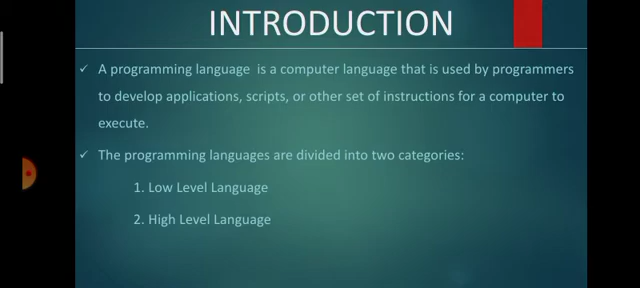 INTRODUCTION
✓ A programming language is a computer language that is used by programmers
to develop applications, scripts, or other set of instructions for a computer to
execute.
✓ The programming languages are divided into two categories:
1. Low Level Language
2. High Level Language